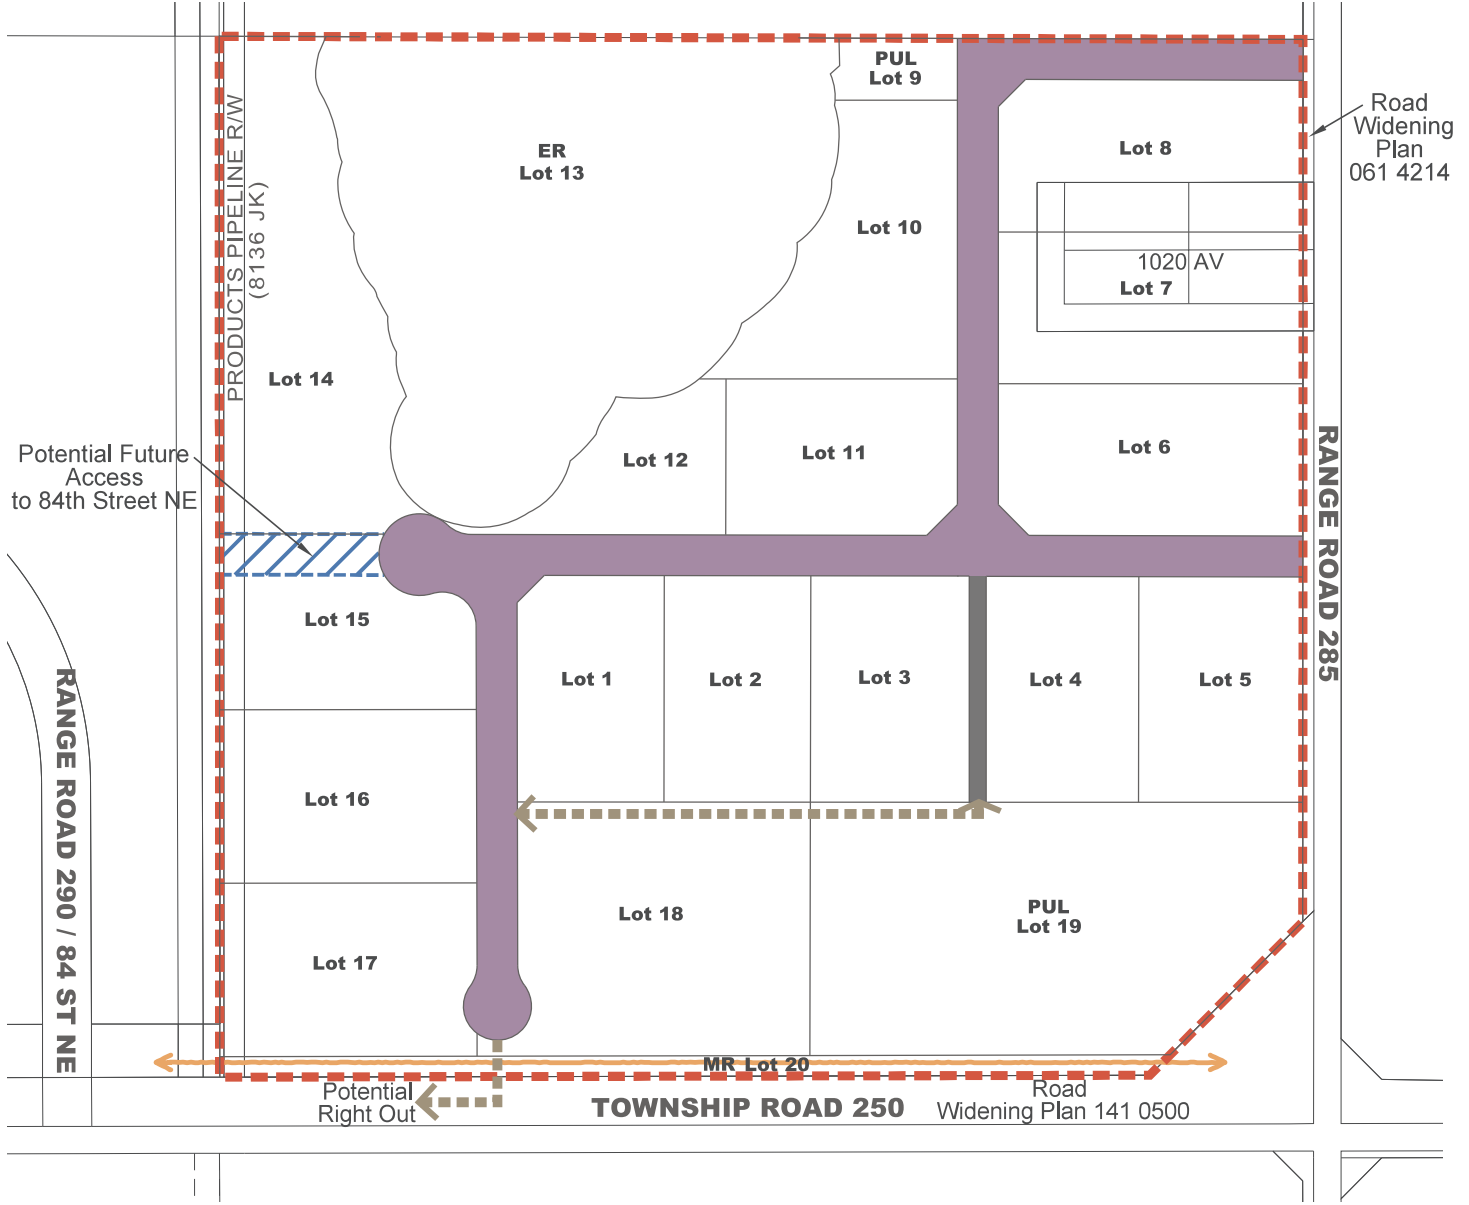 PUL
Lot 9
Road
Widening
Plan
061 4214
ER
Lot 13
Lot 8
PRODUCTS PIPELINE R/W
(8136 JK)
Lot 10
1020 AV
Lot 7
Lot 14
Potential Future
Access
to 84th Street NE
Lot 12
Lot 11
Lot 6
RANGE ROAD 285
Lot 15
Lot 1
Lot 2
Lot 3
Lot 4
Lot 5
RANGE ROAD 290 / 84 ST NE
Lot 16
Lot 18
PUL
Lot 19
Lot 17
MR Lot 20
Potential
Right Out
TOWNSHIP ROAD 250
Road
Widening Plan 141 0500